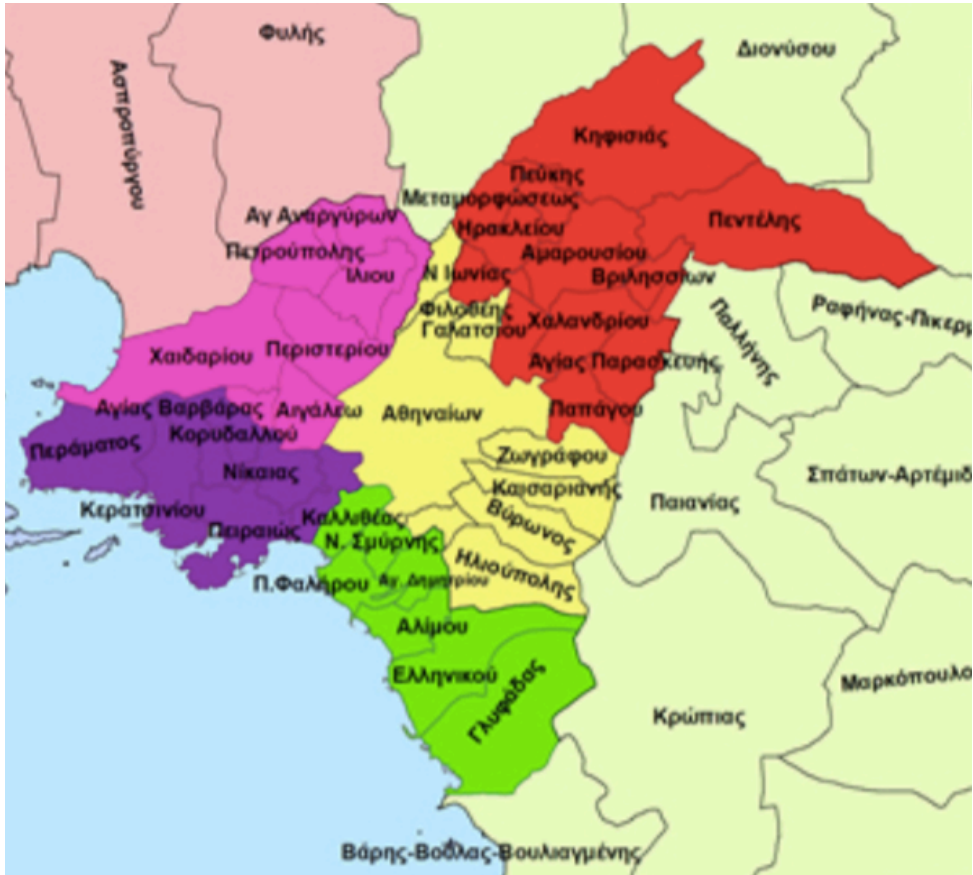 Φυλής
Διονύσου
Ασπροπύργου
Κηφισιάς
Πεύκης
Μεταμορφώσεως
Αγ Αναργύρων
Ηρακλείου
Πεντέλης
Πετρούπολης
Αμαρουσίου
Ιλιου
Ν Ιωνίας
Βριλησσίων
Φιλοθέης
Ραφήνας-Πικερμ
Γαλατσίου
Χαλανδρίου
Παλλήνης
Χαιδαρίου
Περιστερίου
Αγίας Παρασκευής
Αγίας Βαρβάρας
Αιγάλεω
Αθηναίων
Παπάγου
Κορυδαλλού
Περάματος
Ζωγράφου
Νίκαιας
Σπάτων-Αρτέμιδ
Καισαριανής
Παιανίας
Κερατσινίου
Καλλιθέας
Βύρωνος
Πειραιώς
Ν. Σμύρνης
Ηλιούπολης
Π.Φαλήρου
Αγ. Δημητρίου
Αλίμου
Ελληνικού
Μαρκόπουλο
Γλυφάδας
Κρώπιας
Βάρης-Βούλας-Βουλιαγμένης